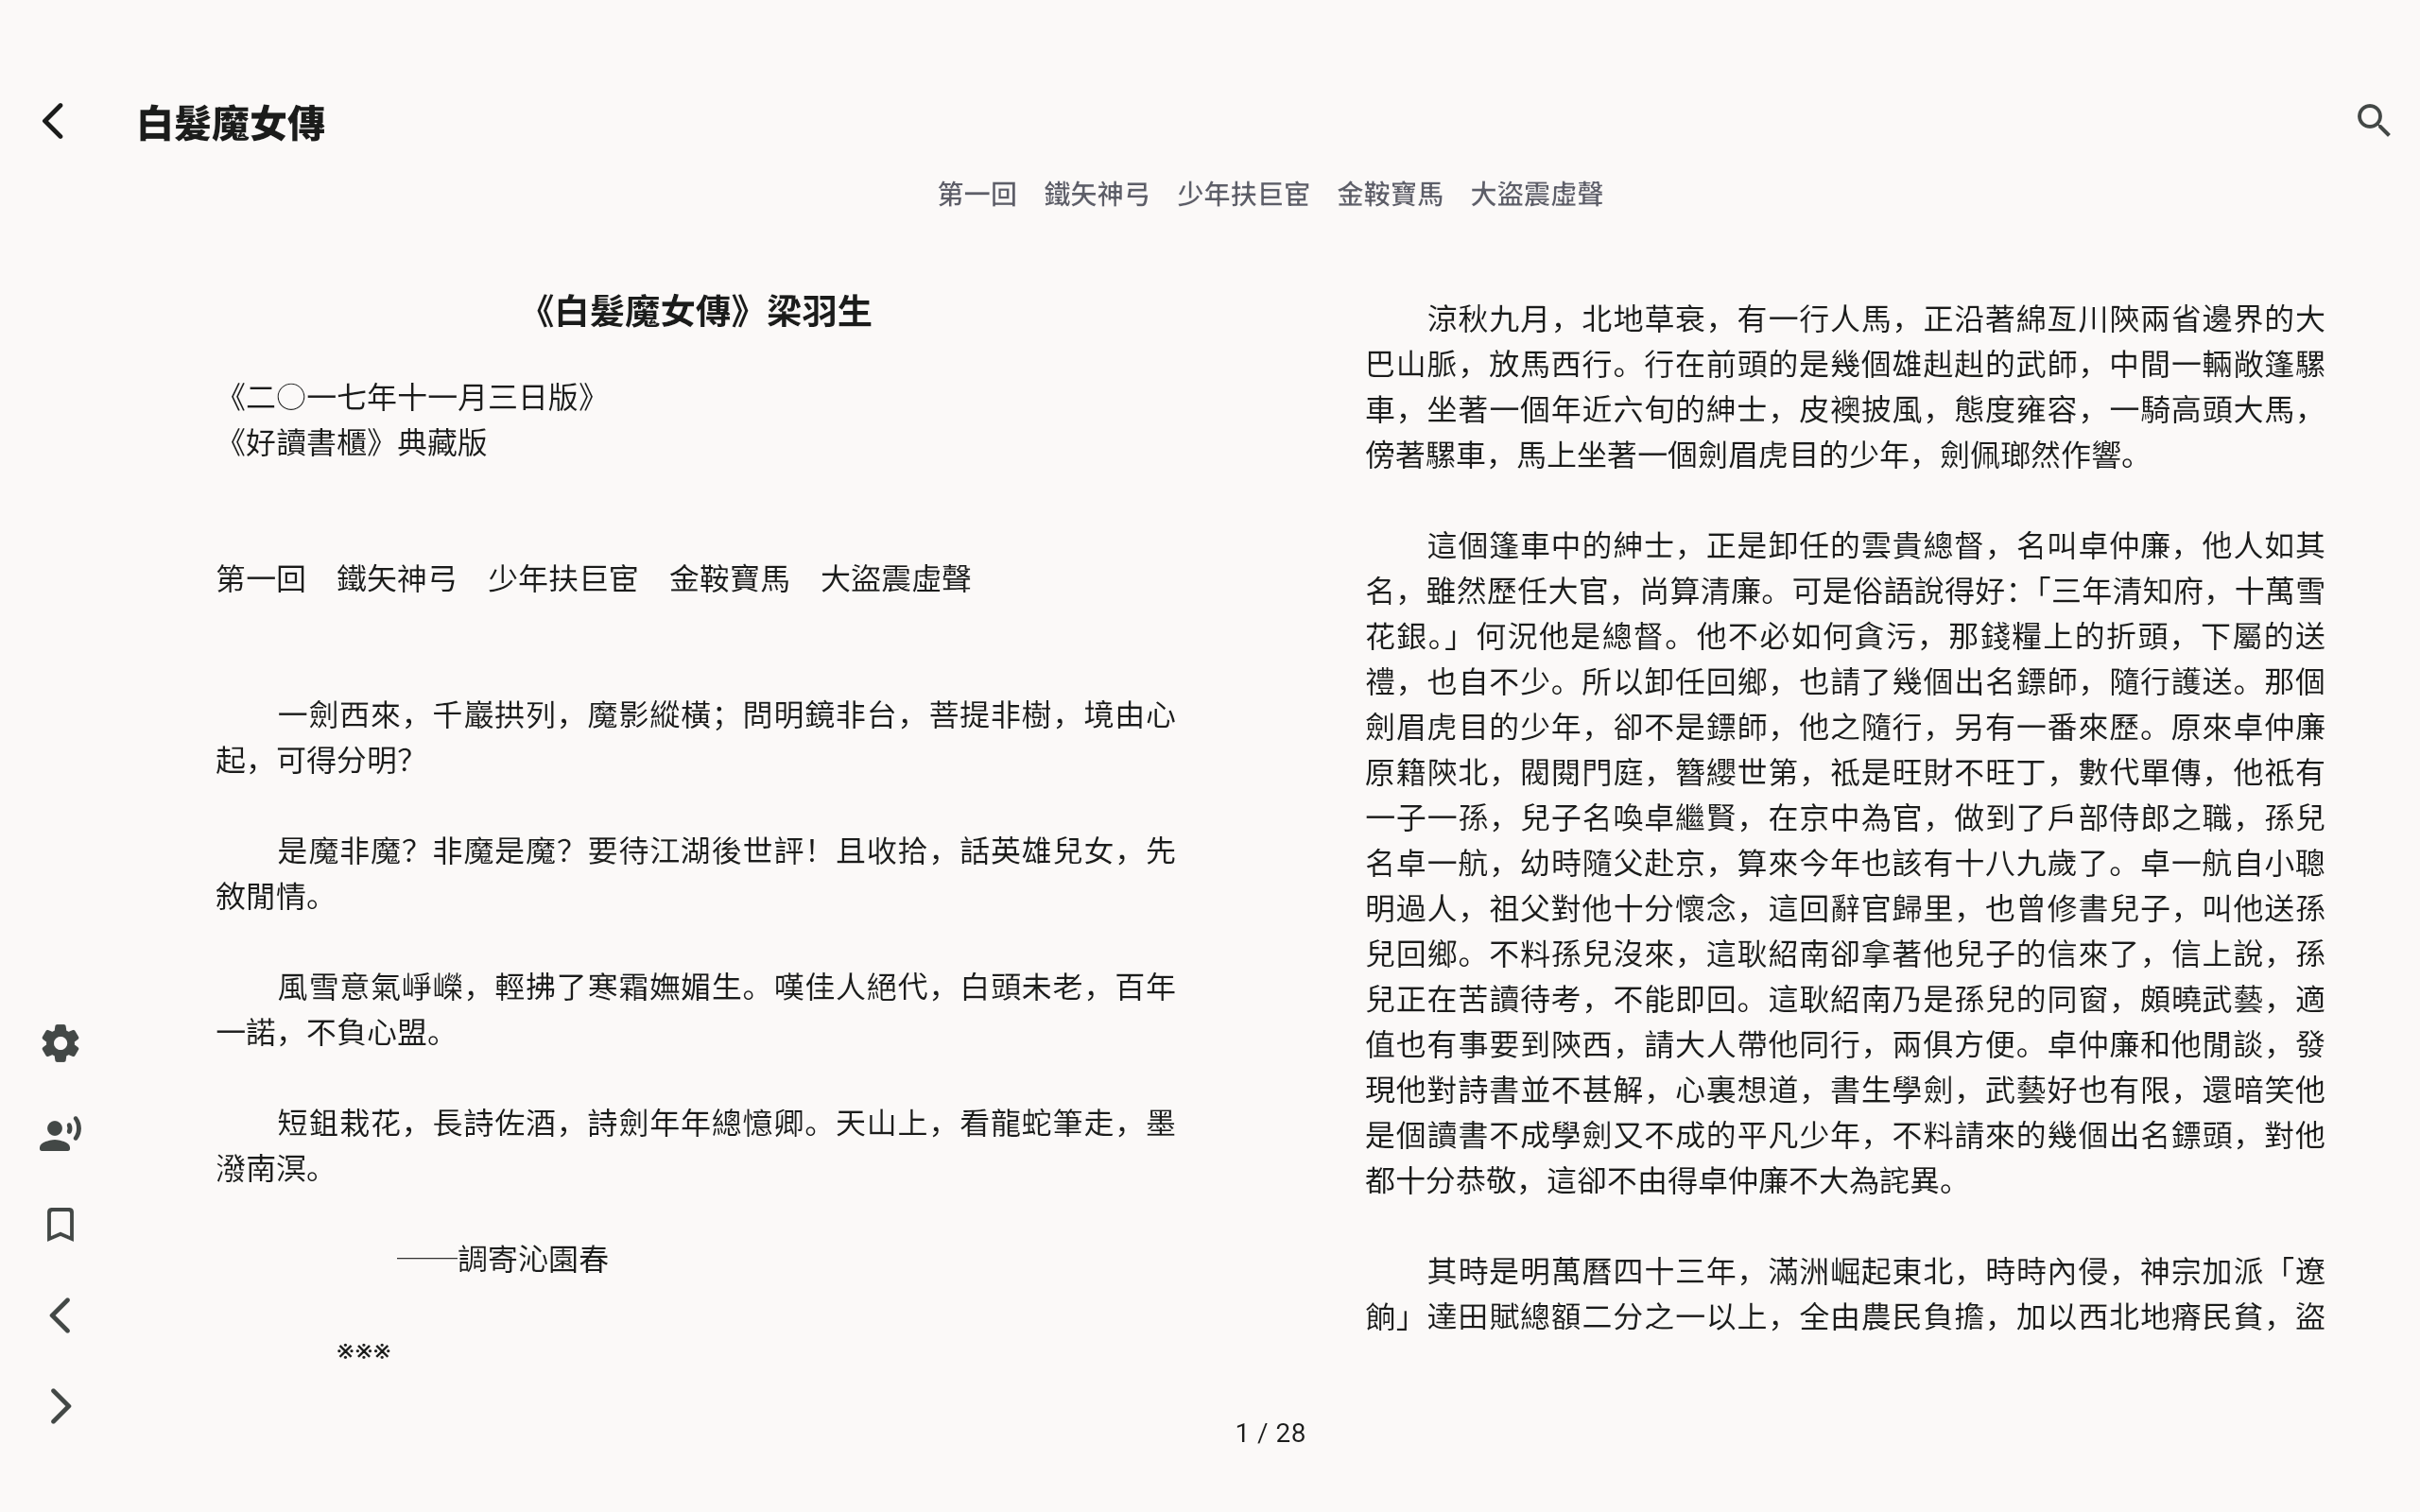 白髮魔女傳
第一回　鐵矢神弓　少年扶巨宦　金鞍寶馬　大盜震虛聲
《白髮魔女傳》梁羽生
《二〇一七年十一月三日版》
《好讀書櫃》典藏版
第一回　鐵矢神弓　少年扶巨宦　金鞍寶馬　大盜震虛聲
一劍西來，千巖拱列，魔影縱橫；問明鏡非台，菩提非樹，境由心
起，可得分明？
是魔非魔？非魔是魔？要待江湖後世評！且收拾，話英雄兒女，先
敘閒情。
風雪意氣崢嶸，輕拂了寒霜嫵媚生。嘆佳人絕代，白頭未老，百年
一諾，不負心盟。
短鉏栽花，長詩佐酒，詩劍年年總憶卿。天山上，看龍蛇筆走，墨
潑南溟。
——調寄沁園春
※※※
涼秋九月，北地草衰，有一行人馬，正沿著綿亙川陝兩省邊界的大
巴山脈，放馬西行。行在前頭的是幾個雄赳赳的武師，中間一輛敞篷騾
車，坐著一個年近六旬的紳士，皮襖披風，態度雍容，一騎高頭大馬，
傍著騾車，馬上坐著一個劍眉虎目的少年，劍佩瑯然作響。
這個篷車中的紳士，正是卸任的雲貴總督，名叫卓仲廉，他人如其
名，雖然歷任大官，尚算清廉。可是俗語說得好：「三年清知府，十萬雪
花銀。」何況他是總督。他不必如何貪污，那錢糧上的折頭，下屬的送
禮，也自不少。所以卸任回鄉，也請了幾個出名鏢師，隨行護送。那個
劍眉虎目的少年，卻不是鏢師，他之隨行，另有一番來歷。原來卓仲廉
原籍陝北，閥閱門庭，簪纓世第，祗是旺財不旺丁，數代單傳，他祗有
一子一孫，兒子名喚卓繼賢，在京中為官，做到了戶部侍郎之職，孫兒
名卓一航，幼時隨父赴京，算來今年也該有十八九歲了。卓一航自小聰
明過人，祖父對他十分懷念，這回辭官歸里，也曾修書兒子，叫他送孫
兒回鄉。不料孫兒沒來，這耿紹南卻拿著他兒子的信來了，信上說，孫
兒正在苦讀待考，不能即回。這耿紹南乃是孫兒的同窗，頗曉武藝，適
值也有事要到陝西，請大人帶他同行，兩俱方便。卓仲廉和他閒談，發
現他對詩書並不甚解，心裏想道，書生學劍，武藝好也有限，還暗笑他
是個讀書不成學劍又不成的平凡少年，不料請來的幾個出名鏢頭，對他
都十分恭敬，這卻不由得卓仲廉不大為詫異。
其時是明萬曆四十三年，滿洲崛起東北，時時內侵，神宗加派「遼
餉」達田賦總額二分之一以上，全由農民負擔，加以西北地瘠民貧，盜
1 / 28